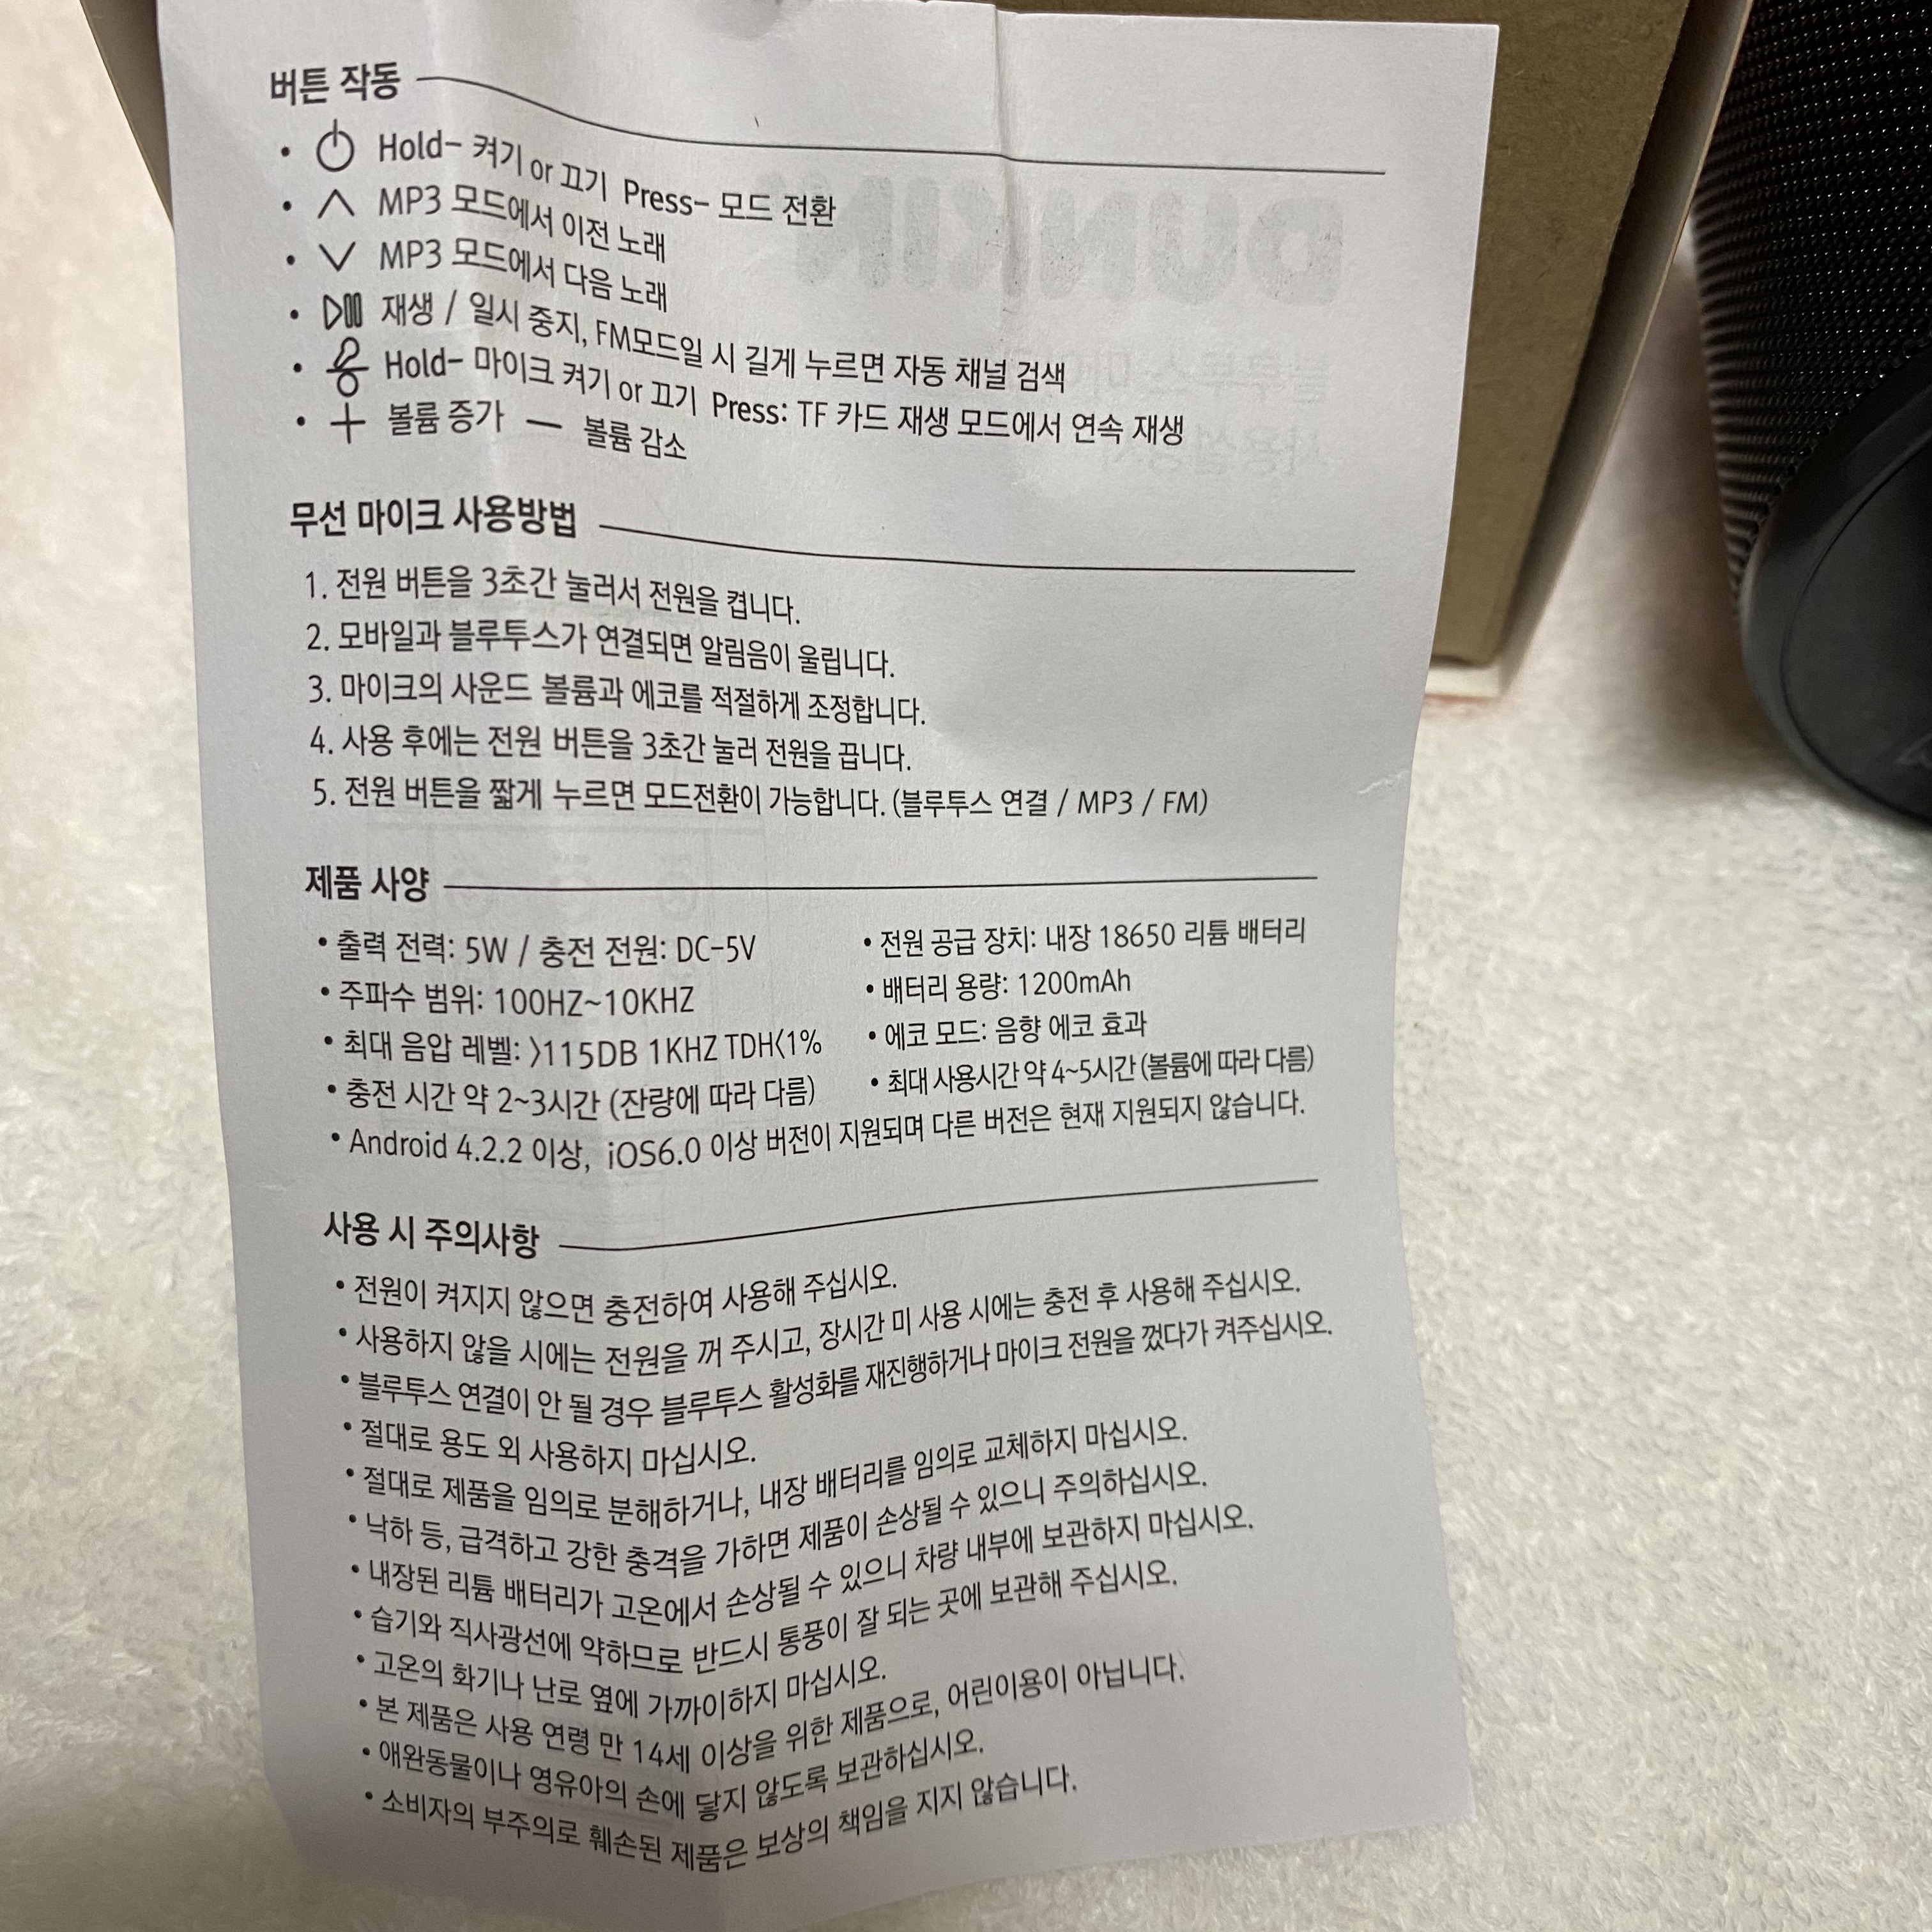 버튼 작동
• Hold- 켜기 or 끄기 Press- 모드 전환
• MP3 모드에서 이전 노래
• MP3 모드에서 다음 노래
• 재생 / 일시 중지, FM모드일 시 길게 누르면 자동 채널 검색
• Hold- 마이크 켜기 or 끄기 Press: TF 카드 재생 모드에서 연속 재생
• + 볼륨 증가 — 볼륨 감소
무선 마이크 사용방법
1. 전원 버튼을 3초간 눌러서 전원을 켭니다.
2. 모바일과 블루투스가 연결되면 알림음이 울립니다.
3. 마이크의 사운드 볼륨과 에코를 적절하게 조정합니다.
4. 사용 후에는 전원 버튼을 3초간 눌러 전원을 끕니다.
5. 전원 버튼을 짧게 누르면 모드전환이 가능합니다. (블루투스 연결 / MP3 / FM)
제품 사양
• 출력 전력: 5W / 충전 전원: DC-5V
• 주파수 범위: 100HZ~10KHZ
• 최대 음압 레벨: >115DB 1KHZ TDH<1%
• 충전 시간 약 2~3시간 (잔량에 따라 다름)
• 전원 공급 장치: 내장 18650 리튬 배터리
• 배터리 용량: 1200mAh
• 에코 모드: 음향 에코 효과
• 최대 사용시간 약 4~5시간 (볼륨에 따라 다름)
• Android 4.2.2 이상, iOS6.0 이상 버전이 지원되며 다른 버전은 현재 지원되지 않습니다.
사용 시 주의사항
• 전원이 켜지지 않으면 충전하여 사용해 주십시오.
• 사용하지 않을 시에는 전원을 꺼 주시고, 장시간 미 사용 시에는 충전 후 사용해 주십시오.
• 블루투스 연결이 안 될 경우 블루투스 활성화를 재진행하거나 마이크 전원을 껐다가 켜주십시오.
• 절대로 용도 외 사용하지 마십시오.
• 절대로 제품을 임의로 분해하거나, 내장 배터리를 임의로 교체하지 마십시오.
• 낙하 등, 급격하고 강한 충격을 가하면 제품이 손상될 수 있으니 주의하십시오.
• 내장된 리튬 배터리가 고온에서 손상될 수 있으니 차량 내부에 보관하지 마십시오.
• 습기와 직사광선에 약하므로 반드시 통풍이 잘 되는 곳에 보관해 주십시오.
• 고온의 화기나 난로 옆에 가까이하지 마십시오.
• 본 제품은 사용 연령 만 14세 이상을 위한 제품으로, 어린이용이 아닙니다.
• 애완동물이나 영유아의 손에 닿지 않도록 보관하십시오.
• 소비자의 부주의로 훼손된 제품은 보상의 책임을 지지 않습니다.